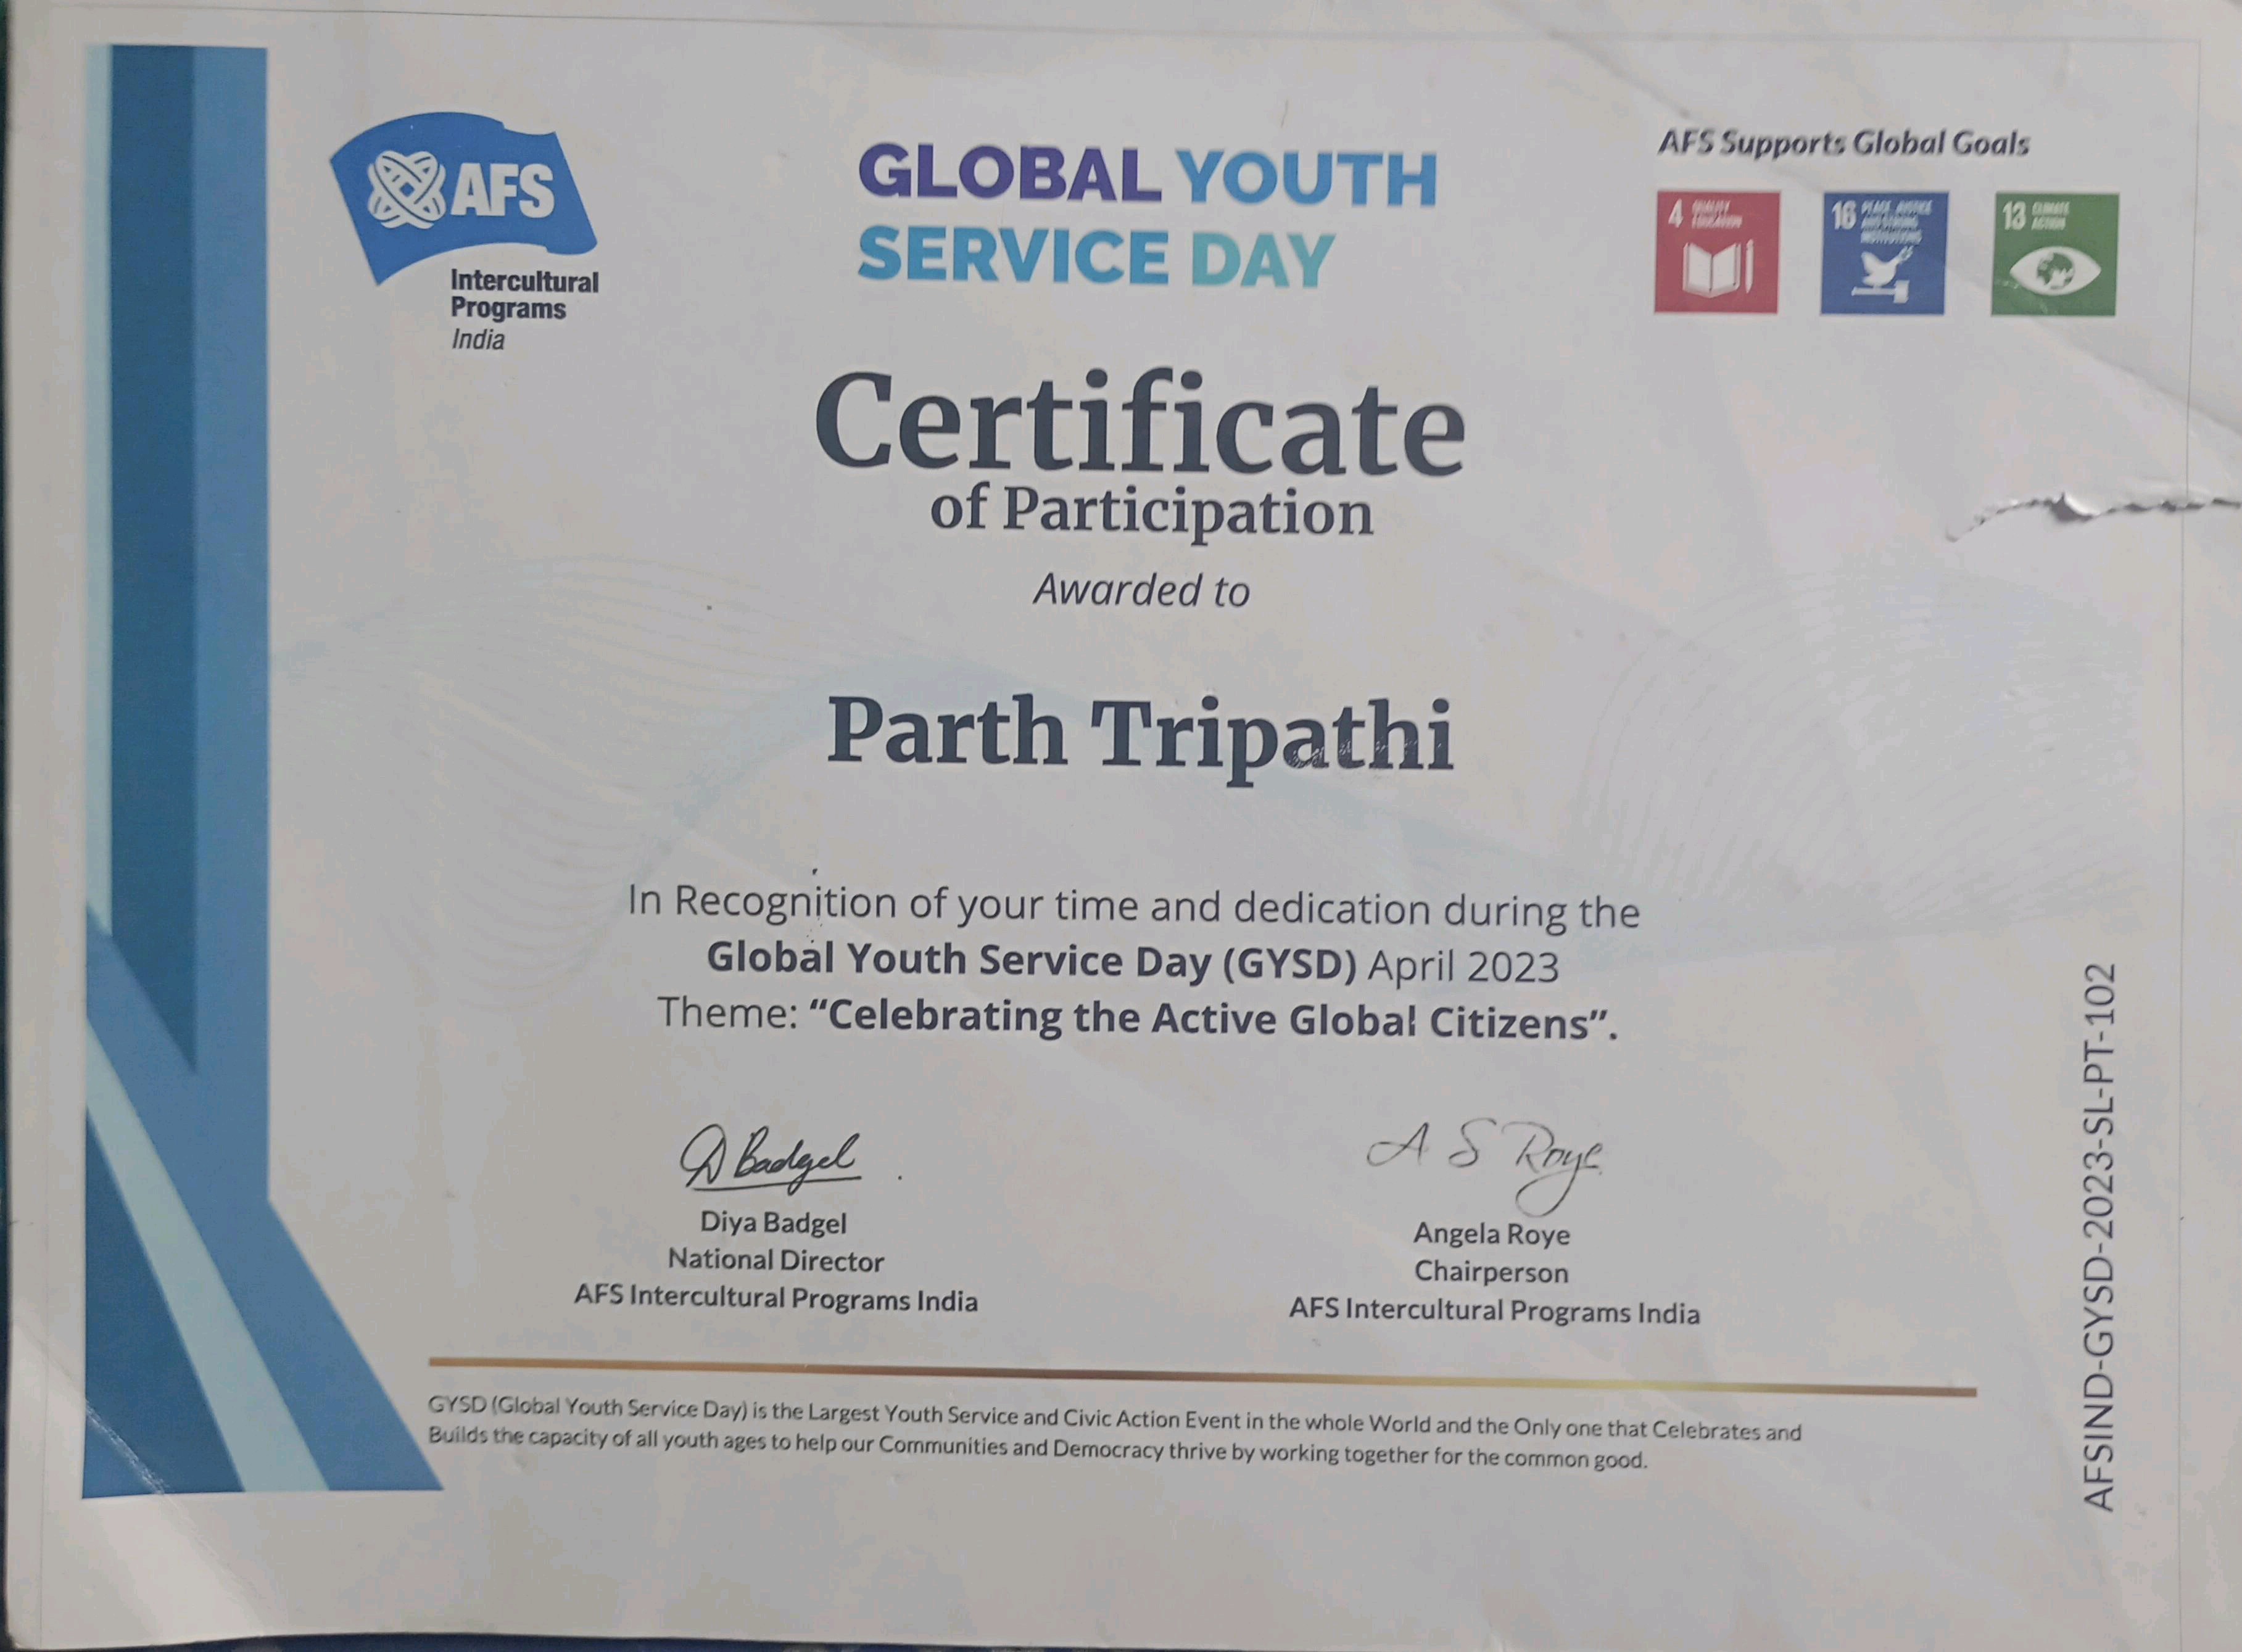 AFS
Intercultural
Programs
India
GLOBAL YOUTH
SERVICE DAY
AFS Supports Global Goals
4 QUALITY
EDUCATION
16 PEACE, JUSTICE
AND STRONG
INSTITUTIONS
13 CLIMATE
ACTION
Certificate
of Participation
Awarded to
Parth Tripathi
In Recognition of your time and dedication during the
Global Youth Service Day (GYSD) April 2023
Theme: “Celebrating the Active Global Citizens”.
D Badgel
Diya Badgel
National Director
AFS Intercultural Programs India
A S Roye
Angela Roye
Chairperson
AFS Intercultural Programs India
GYSD (Global Youth Service Day) is the Largest Youth Service and Civic Action Event in the whole World and the Only one that Celebrates and
Builds the capacity of all youth ages to help our Communities and Democracy thrive by working together for the common good.
AFSIND-GYSD-2023-SL-PT-102